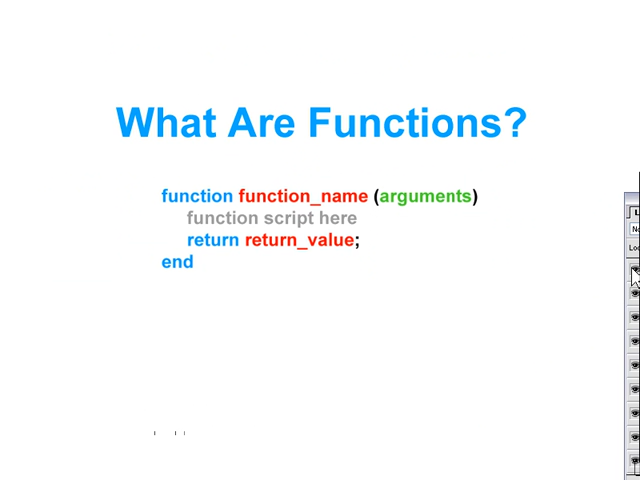 What Are Functions?
function function_name (arguments)
function script here
return return_value;
end